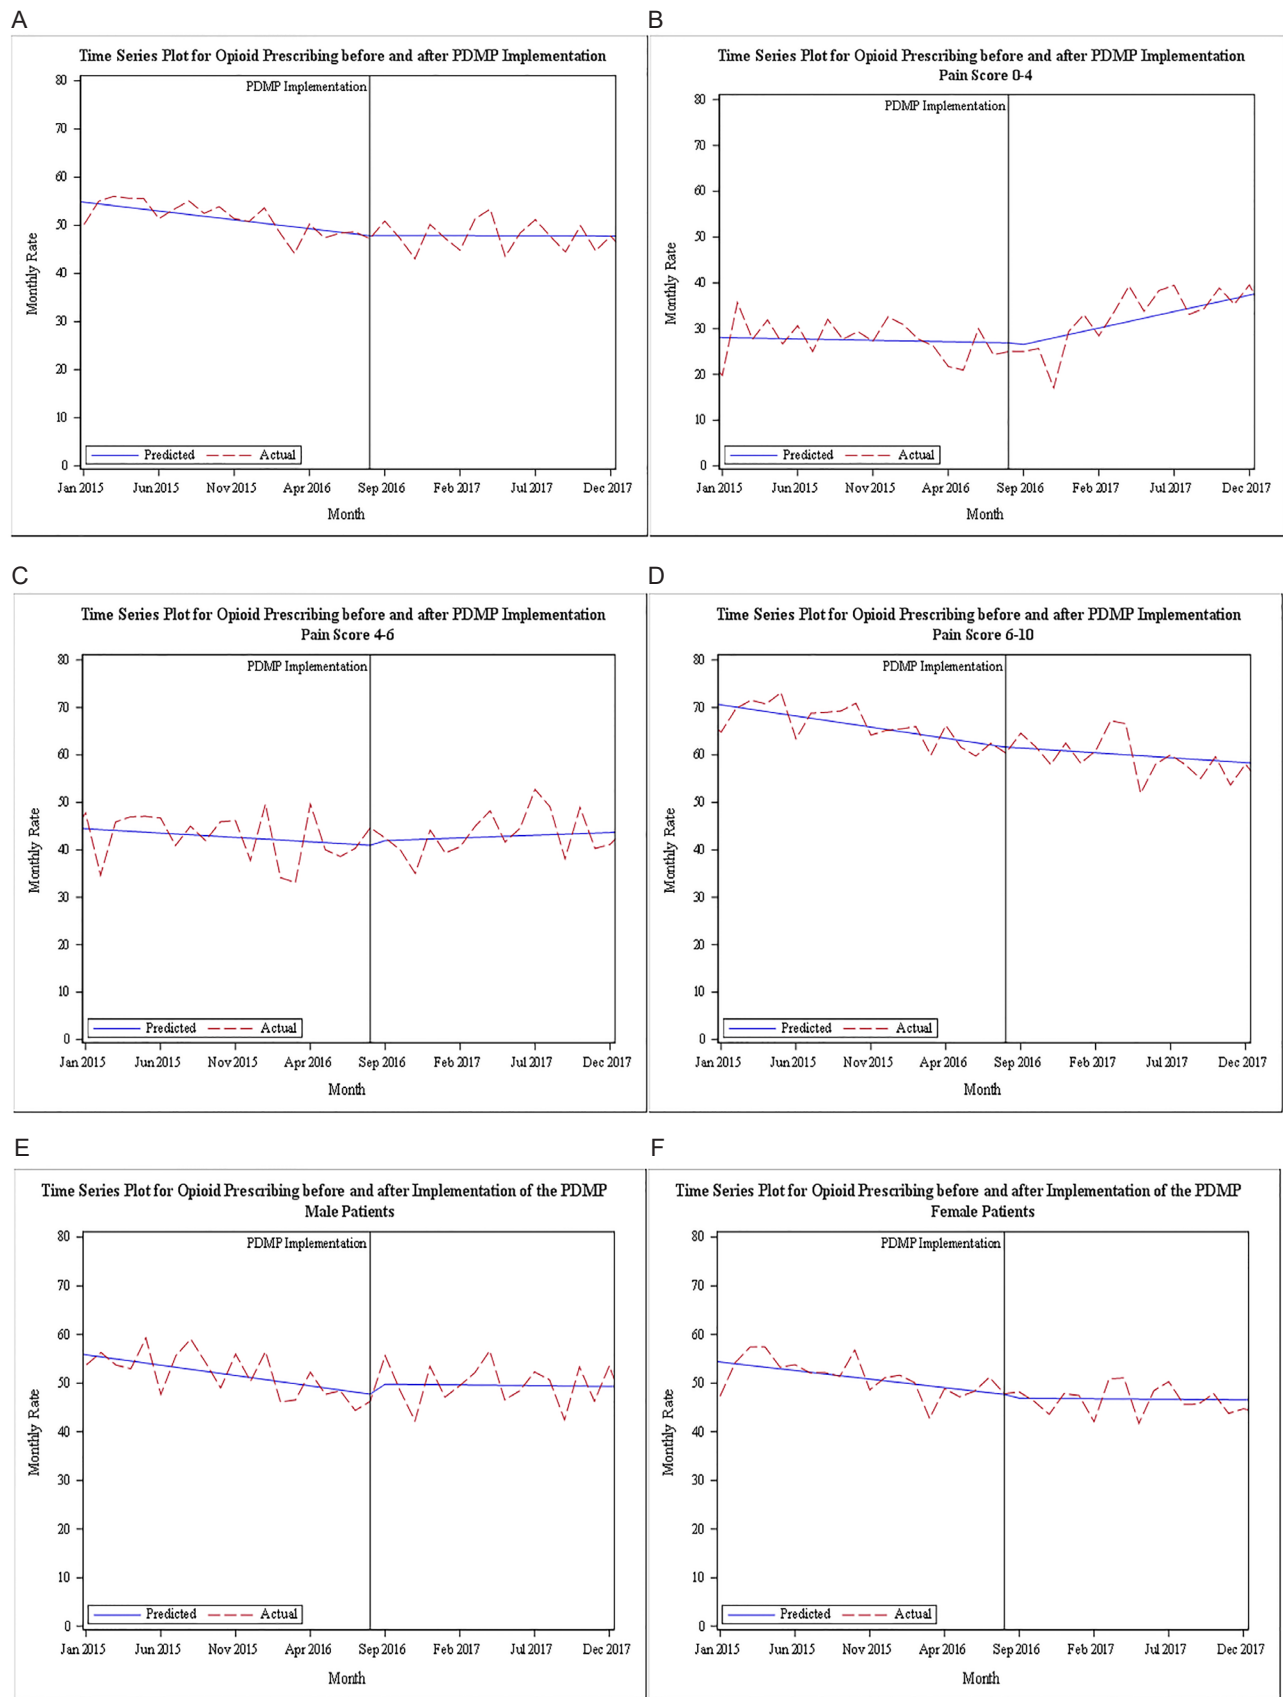 A
Time Series Plot for Opioid Prescribing before and after PDMP Implementation
PDMP Implementation
80
70
60
50
40
30
20
10
0
Monthly Rate
Predicted Actual
Jan 2015 Jun 2015 Nov 2015 Apr 2016 Sep 2016 Feb 2017 Jul 2017 Dec 2017
Month
B
Time Series Plot for Opioid Prescribing before and after PDMP Implementation
Pain Score 0-4
PDMP Implementation
80
70
60
50
40
30
20
10
0
Monthly Rate
Predicted Actual
Jan 2015 Jun 2015 Nov 2015 Apr 2016 Sep 2016 Feb 2017 Jul 2017 Dec 2017
Month
C
Time Series Plot for Opioid Prescribing before and after PDMP Implementation
Pain Score 4-6
PDMP Implementation
80
70
60
50
40
30
20
10
0
Monthly Rate
Predicted Actual
Jan 2015 Jun 2015 Nov 2015 Apr 2016 Sep 2016 Feb 2017 Jul 2017 Dec 2017
Month
D
Time Series Plot for Opioid Prescribing before and after PDMP Implementation
Pain Score 6-10
PDMP Implementation
80
70
60
50
40
30
20
10
0
Monthly Rate
Predicted Actual
Jan 2015 Jun 2015 Nov 2015 Apr 2016 Sep 2016 Feb 2017 Jul 2017 Dec 2017
Month
E
Time Series Plot for Opioid Prescribing before and after Implementation of the PDMP
Male Patients
PDMP Implementation
80
70
60
50
40
30
20
10
0
Monthly Rate
Predicted Actual
Jan 2015 Jun 2015 Nov 2015 Apr 2016 Sep 2016 Feb 2017 Jul 2017 Dec 2017
Month
F
Time Series Plot for Opioid Prescribing before and after Implementation of the PDMP
Female Patients
PDMP Implementation
80
70
60
50
40
30
20
10
0
Monthly Rate
Predicted Actual
Jan 2015 Jun 2015 Nov 2015 Apr 2016 Sep 2016 Feb 2017 Jul 2017 Dec 2017
Month